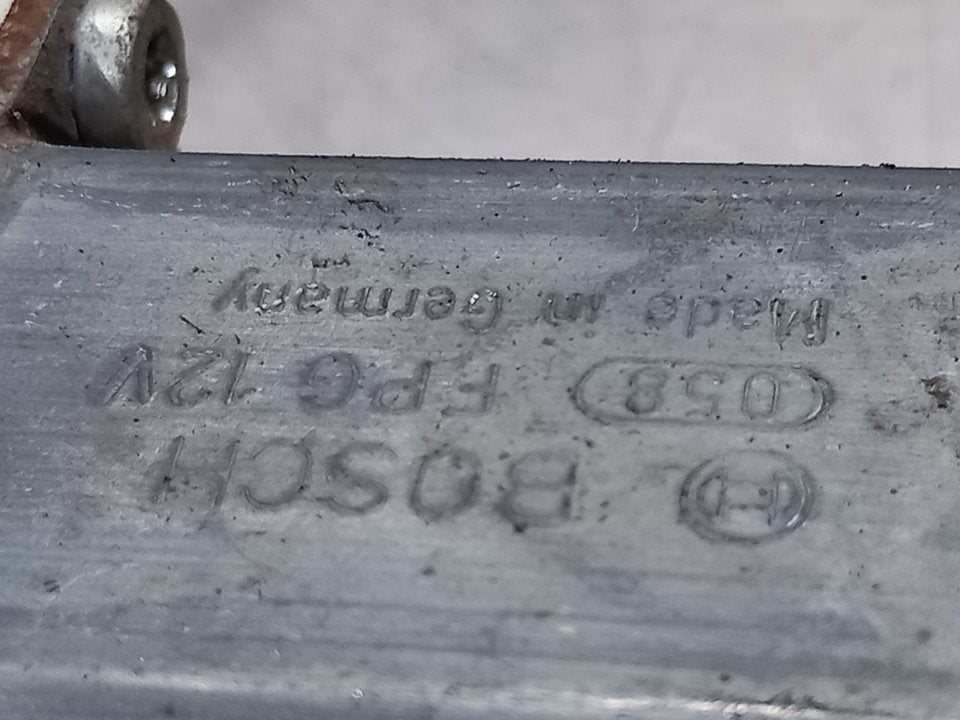 BOSCH
058 FPG 12V
Made in Germany